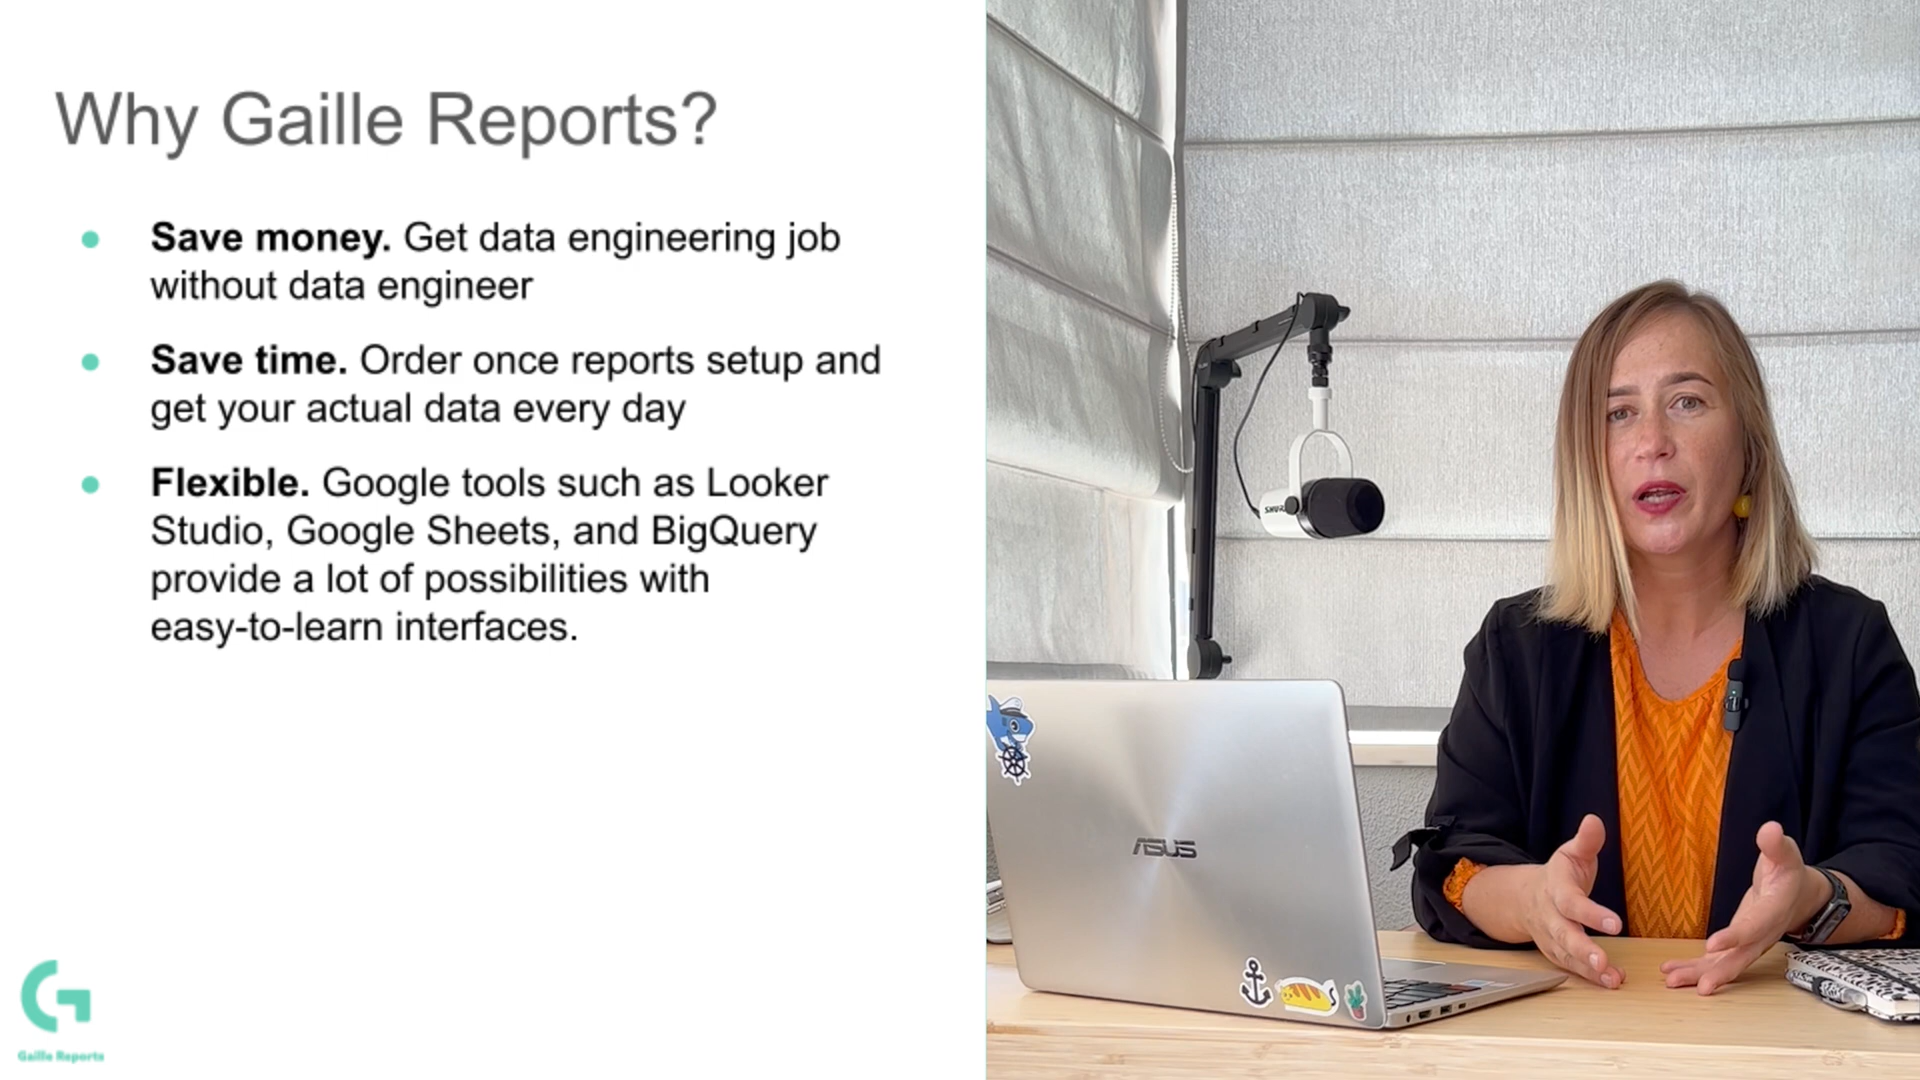 Why Gaille Reports?
Save money. Get data engineering job
without data engineer
Save time. Order once reports setup and
get your actual data every day
Flexible. Google tools such as Looker
Studio, Google Sheets, and BigQuery
provide a lot of possibilities with
easy-to-learn interfaces.
SHURE
ASUS
Gaille Reports